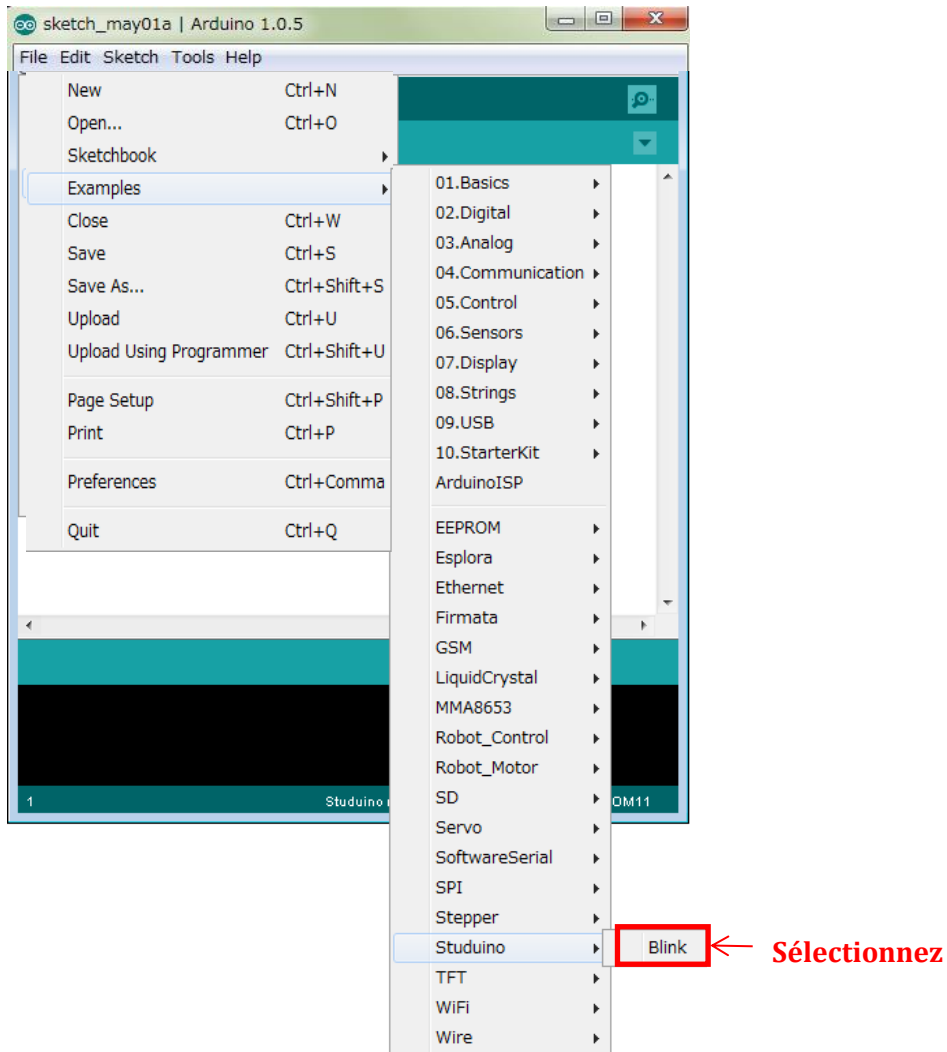 sketch_may01a | Arduino 1.0.5
File Edit Sketch Tools Help
New Ctrl+N
Open... Ctrl+O
Sketchbook
Examples
Close Ctrl+W
Save Ctrl+S
Save As... Ctrl+Shift+S
Upload Ctrl+U
Upload Using Programmer Ctrl+Shift+U
Page Setup Ctrl+Shift+P
Print Ctrl+P
Preferences Ctrl+Comma
Quit Ctrl+Q
01.Basics
02.Digital
03.Analog
04.Communication
05.Control
06.Sensors
07.Display
08.Strings
09.USB
10.StarterKit
ArduinoISP
EEPROM
Esplora
Ethernet
Firmata
GSM
LiquidCrystal
MMA8653
Robot_Control
Robot_Motor
SD
Servo
SoftwareSerial
SPI
Stepper
Studuino
TFT
WiFi
Wire
Blink
Sélectionnez
1 Studuino OM11